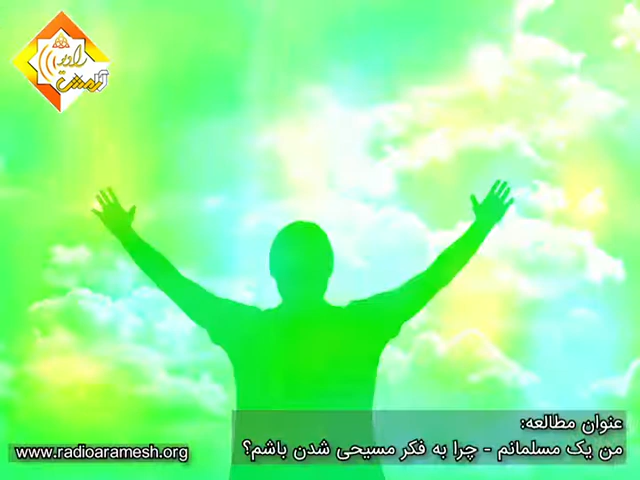 رادیو
آرامش
عنوان مطالعه:
من یک مسلمانم - چرا به فکر مسیحی شدن باشم؟
www.radioaramesh.org